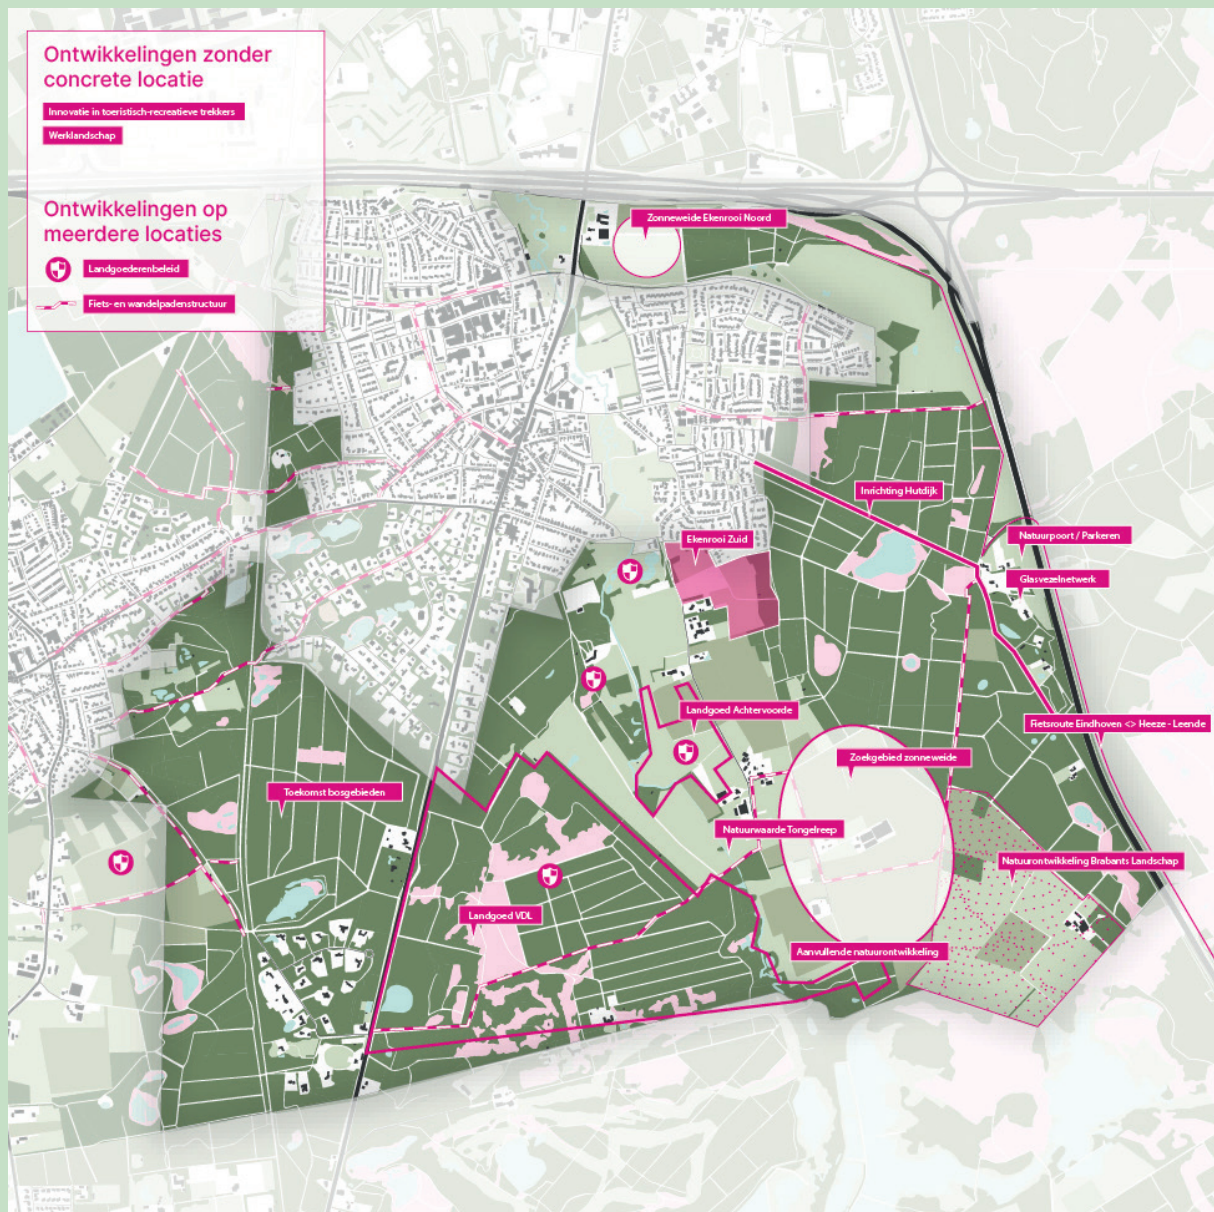 Ontwikkelingen zonder
concrete locatie
Innovatie in toeristisch-recreatieve trekkers
Werklandschap
Ontwikkelingen op
meerdere locaties
Landgoederenbeleid
Fiets- en wandelpadenstructuur
Zonneweide Ekenrooi Noord
Inrichting Hutdijk
Natuurpoort / Parkeren
Ekenrooi Zuid
Glasvezelnetwerk
Landgoed Achtervoorde
Fietsroute Eindhoven <> Heeze - Leende
Zoekgebied zonneweide
Toekomst bosgebieden
Natuurwaarde Tongelreep
Natuurontwikkeling Brabants Landschap
Landgoed VDL
Aanvullende natuurontwikkeling